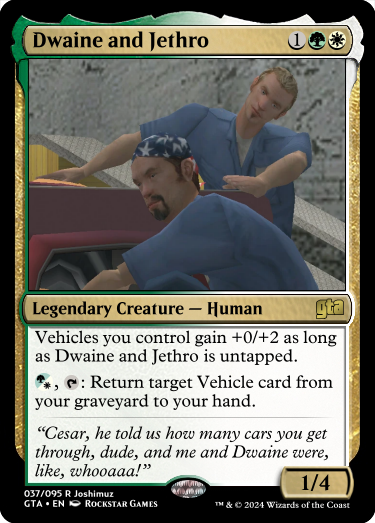 Dwaine and Jethro 1
Legendary Creature — Human gta
Vehicles you control gain +0/+2 as long
as Dwaine and Jethro is untapped.
, : Return target Vehicle card from
your graveyard to your hand.
“Cesar, he told us how many cars you get
through, dude, and me and Dwaine were,
like, whoaaa!”
1/4
037/095 R Joshimuz
GTA • EN Rockstar Games
™ & © 2024 Wizards of the Coast